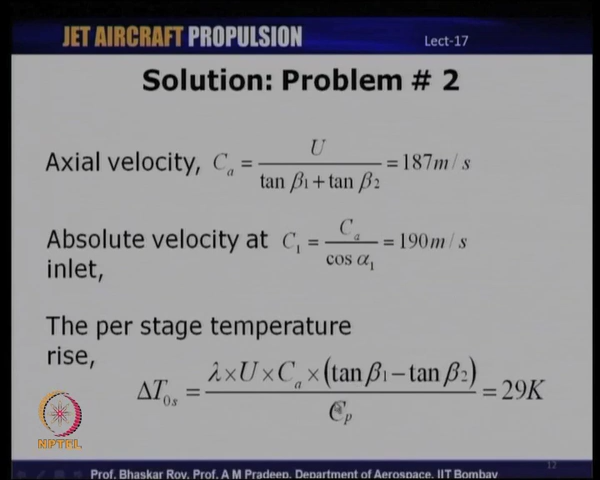 JET AIRCRAFT PROPULSION Lect-17
Solution: Problem # 2
Axial velocity, C_a = U / (tan β1 + tan β2) = 187 m/s
Absolute velocity at inlet, C_1 = C_a / cos α_1 = 190 m/s
The per stage temperature
rise,
ΔT_0s = λ×U×C_a×(tan β1 − tan β2) / C_p = 29K
NPTEL
12
Prof. Bhaskar Roy, Prof. A M Pradeep, Department of Aerospace, IIT Bombay